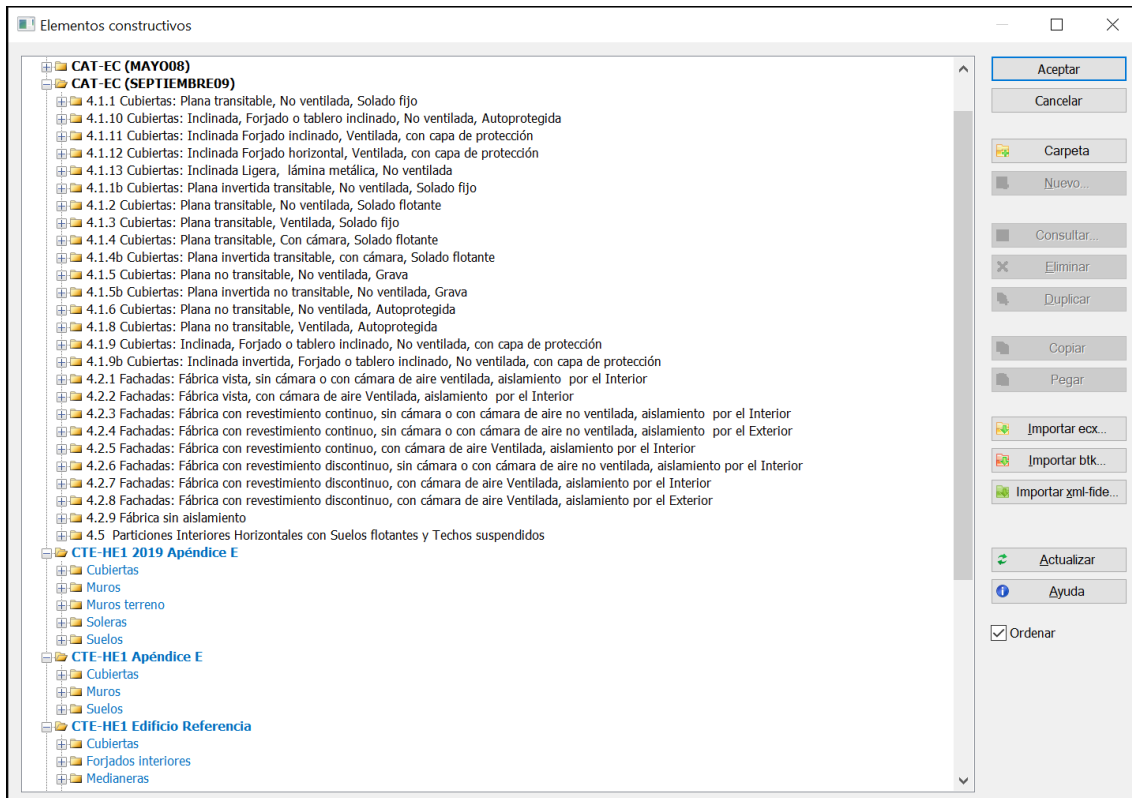 Elementos constructivos
CAT-EC (MAYO08)
CAT-EC (SEPTIEMBRE09)
4.1.1 Cubiertas: Plana transitable, No ventilada, Solado fijo
4.1.10 Cubiertas: Inclinada, Forjado o tablero inclinado, No ventilada, Autoprotegida
4.1.11 Cubiertas: Inclinada Forjado inclinado, Ventilada, con capa de protección
4.1.12 Cubiertas: Inclinada Forjado horizontal, Ventilada, con capa de protección
4.1.13 Cubiertas: Inclinada Ligera,  lámina metálica, No ventilada
4.1.1b Cubiertas: Plana invertida transitable, No ventilada, Solado fijo
4.1.2 Cubiertas: Plana transitable, No ventilada, Solado flotante
4.1.3 Cubiertas: Plana transitable, Ventilada, Solado fijo
4.1.4 Cubiertas: Plana transitable, Con cámara, Solado flotante
4.1.4b Cubiertas: Plana invertida transitable, con cámara, Solado flotante
4.1.5 Cubiertas: Plana no transitable, No ventilada, Grava
4.1.5b Cubiertas: Plana invertida no transitable, No ventilada, Grava
4.1.6 Cubiertas: Plana no transitable, No ventilada, Autoprotegida
4.1.8 Cubiertas: Plana no transitable, Ventilada, Autoprotegida
4.1.9 Cubiertas: Inclinada, Forjado o tablero inclinado, No ventilada, con capa de protección
4.1.9b Cubiertas: Inclinada invertida, Forjado o tablero inclinado, No ventilada, con capa de protección
4.2.1 Fachadas: Fábrica vista, sin cámara o con cámara de aire ventilada, aislamiento  por el Interior
4.2.2 Fachadas: Fábrica vista, con cámara de aire Ventilada, aislamiento  por el Interior
4.2.3 Fachadas: Fábrica con revestimiento continuo, sin cámara o con cámara de aire no ventilada, aislamiento  por el Interior
4.2.4 Fachadas: Fábrica con revestimiento continuo, sin cámara o con cámara de aire no ventilada, aislamiento  por el Exterior
4.2.5 Fachadas: Fábrica con revestimiento continuo, con cámara de aire Ventilada, aislamiento por el Interior
4.2.6 Fachadas: Fábrica con revestimiento discontinuo, sin cámara o con cámara de aire no ventilada, aislamiento por el Interior
4.2.7 Fachadas: Fábrica con revestimiento discontinuo, con cámara de aire Ventilada, aislamiento por el Interior
4.2.8 Fachadas: Fábrica con revestimiento discontinuo, con cámara de aire Ventilada, aislamiento por el Exterior
4.2.9 Fábrica sin aislamiento
4.5  Particiones Interiores Horizontales con Suelos flotantes y Techos suspendidos
CTE-HE1 2019 Apéndice E
Cubiertas
Muros
Muros terreno
Soleras
Suelos
CTE-HE1 Apéndice E
Cubiertas
Muros
Suelos
CTE-HE1 Edificio Referencia
Cubiertas
Forjados interiores
Medianeras
Aceptar
Cancelar
Carpeta
Nuevo...
Consultar...
Eliminar
Duplicar
Copiar
Pegar
Importar ecx...
Importar btk...
Importar xml-fide...
Actualizar
Ayuda
Ordenar